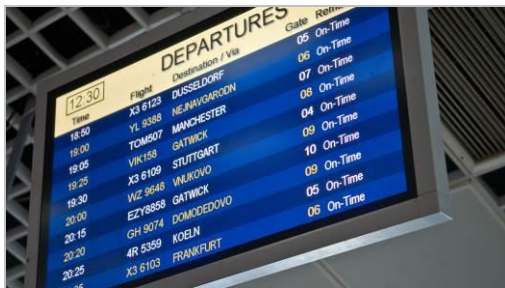 DEPARTURES
12:30
Time Flight Destination / Via Gate
18:50 X3 6123 DUSSELDORF 05 On-Time
19:00 YL 9388 NEJNAVGARODN 06 On-Time
19:05 TOM507 MANCHESTER 07 On-Time
19:25 VIK158 GATWICK 08 On-Time
19:30 X3 6109 STUTTGART 04 On-Time
20:00 WZ 9648 VNUKOVO 09 On-Time
20:15 EZY8858 GATWICK 10 On-Time
20:20 GH 9074 DOMODEDOVO 09 On-Time
20:25 4R 5359 KOELN 05 On-Time
X3 6103 FRANKFURT 06 On-Time